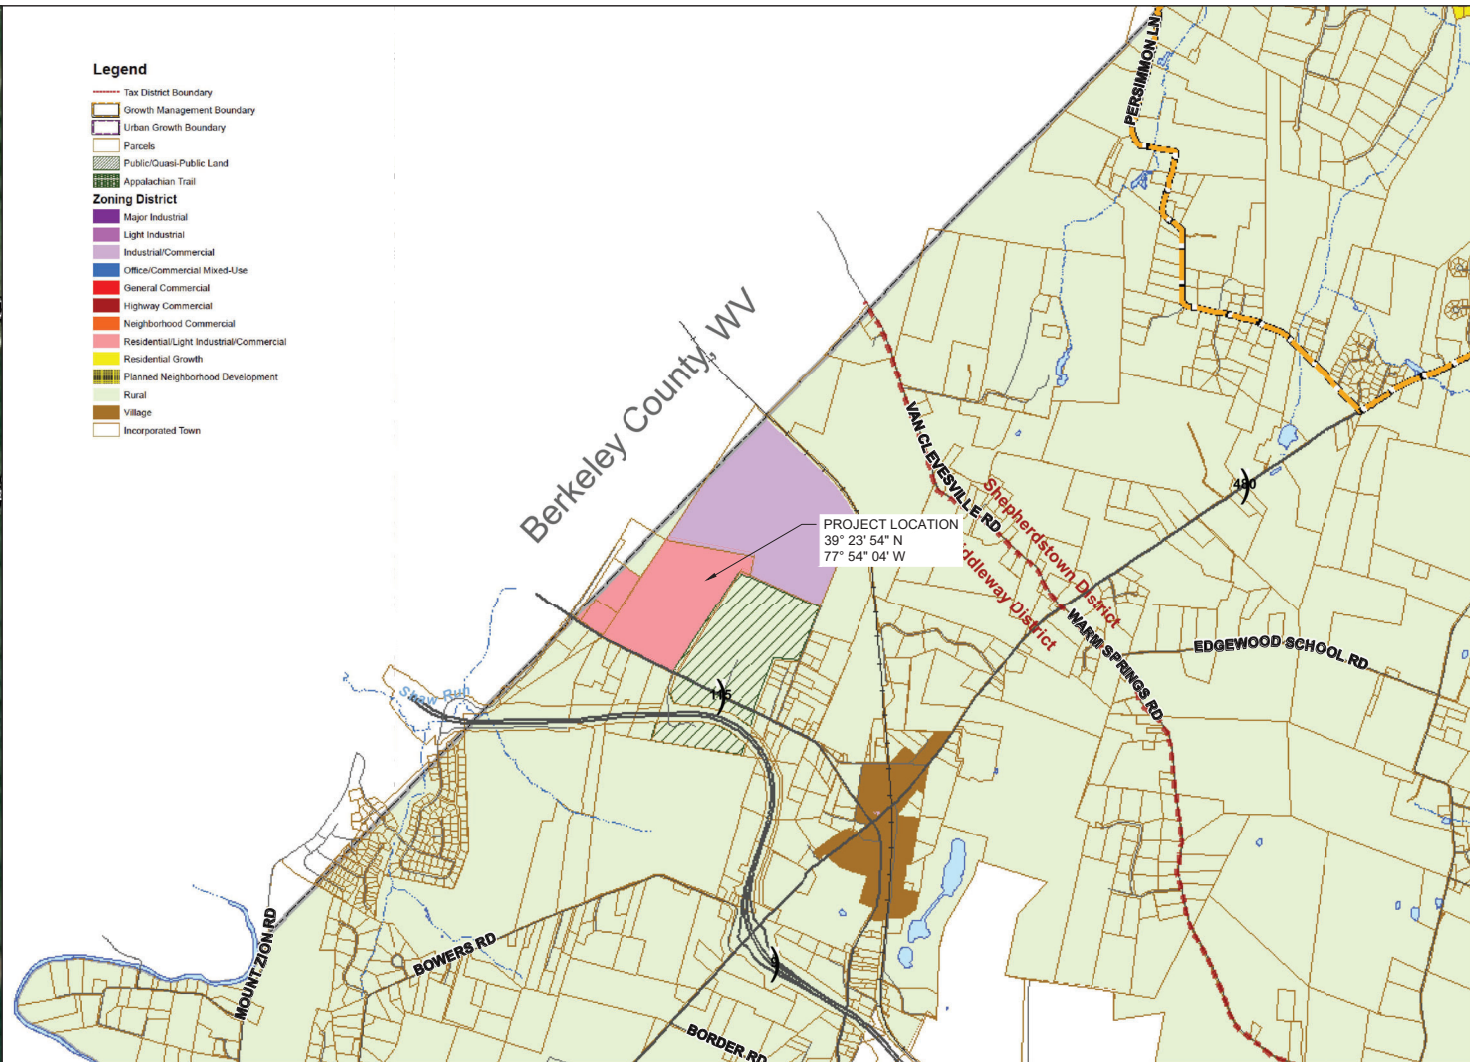 Legend
Tax District Boundary
Growth Management Boundary
Urban Growth Boundary
Parcels
Public/Quasi-Public Land
Appalachian Trail
Zoning District
Major Industrial
Light Industrial
Industrial/Commercial
Office/Commercial Mixed-Use
General Commercial
Highway Commercial
Neighborhood Commercial
Residential/Light Industrial/Commercial
Residential Growth
Planned Neighborhood Development
Rural
Village
Incorporated Town
PERSIMMON LN
Berkeley County, WV
VAN CLEVESVILLE RD
480
Shepherdstown District
PROJECT LOCATION
39° 23' 54" N
77° 54" 04' W
ddleway District
WARM SPRINGS RD
EDGEWOOD SCHOOL RD
115
Shaw Run
MOUNT ZION RD
BOWERS RD
9
BORDER RD